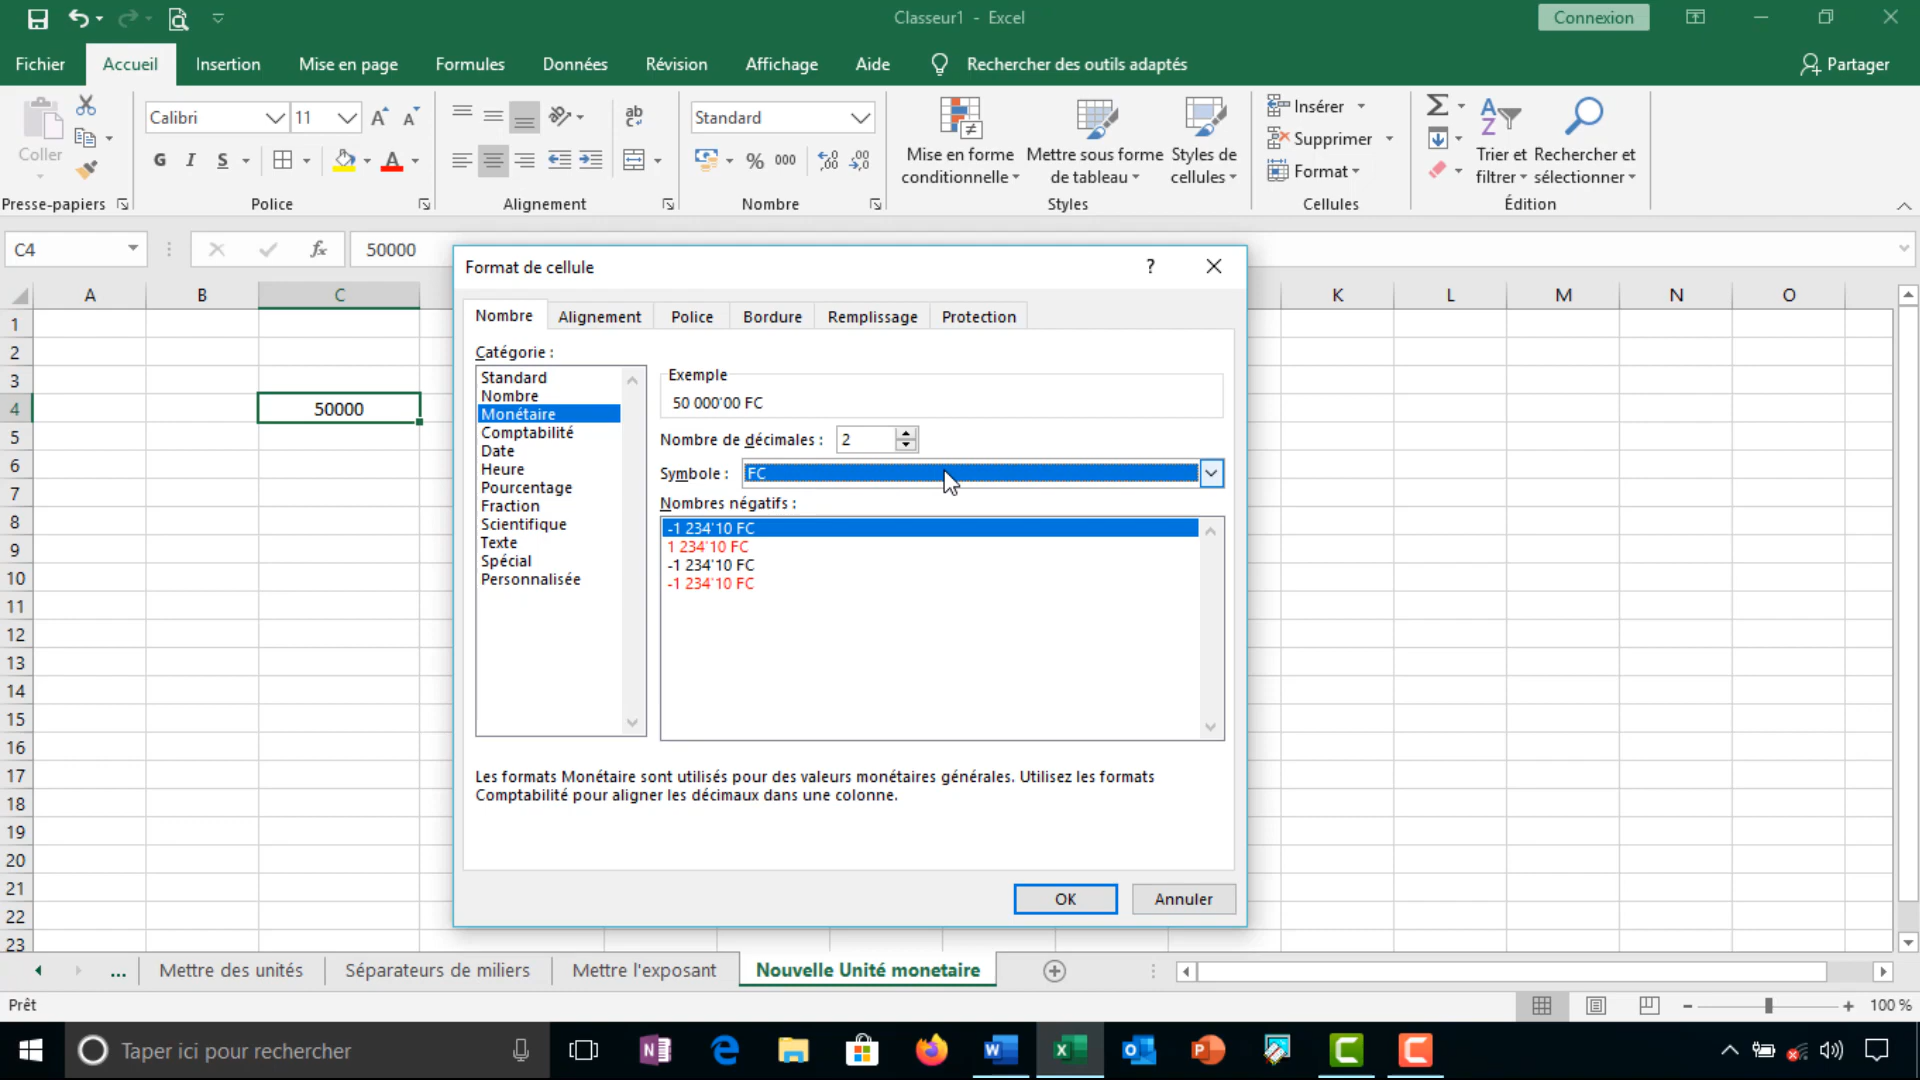 Classeur1 - Excel
Connexion
Fichier
Accueil
Insertion
Mise en page
Formules
Données
Révision
Affichage
Aide
Rechercher des outils adaptés
Partager
Coller
Presse-papiers
Calibri
11
G I S
Police
Alignement
Standard
% 000
Nombre
Mise en forme
conditionnelle
Mettre sous forme
de tableau
Styles de
cellules
Styles
Insérer
Supprimer
Format
Cellules
Trier et
filtrer
Rechercher et
sélectionner
Édition
C4
fx
50000
A B C K L M N O
1
2
3
4
50000
5
6
7
8
9
10
11
12
13
14
15
16
17
18
19
20
21
22
23
Format de cellule
?
Nombre
Alignement
Police
Bordure
Remplissage
Protection
Catégorie :
Standard
Nombre
Monétaire
Comptabilité
Date
Heure
Pourcentage
Fraction
Scientifique
Texte
Spécial
Personnalisée
Exemple
50 000'00 FC
Nombre de décimales : 2
Symbole : FC
Nombres négatifs :
-1 234'10 FC
1 234'10 FC
-1 234'10 FC
-1 234'10 FC
Les formats Monétaire sont utilisés pour des valeurs monétaires générales. Utilisez les formats
Comptabilité pour aligner les décimaux dans une colonne.
OK
Annuler
...
Mettre des unités
Séparateurs de miliers
Mettre l'exposant
Nouvelle Unité monetaire
Prêt
100 %
Taper ici pour rechercher